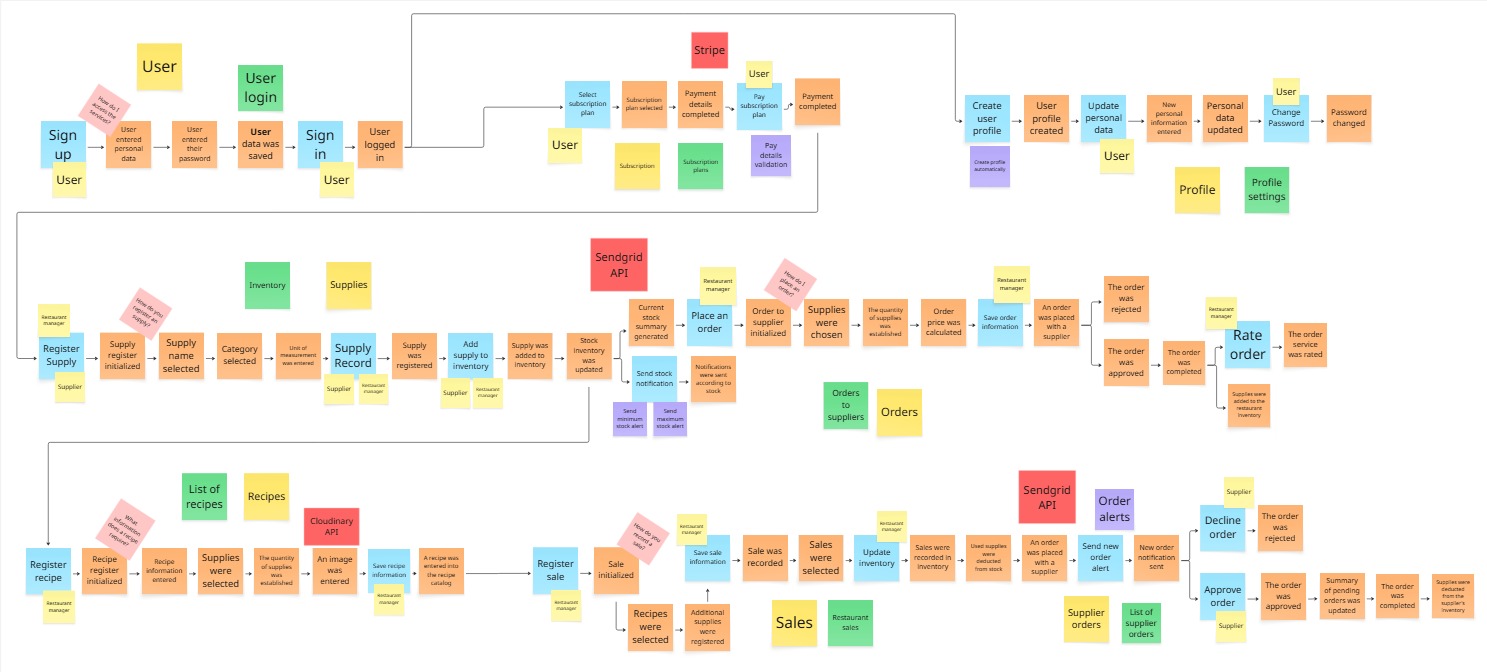 User
User
login
How do I
access the
services?
Sign
up
User
User
entered
personal
data
User
entered
their
password
User
data was
saved
Sign
in
User
User
logged
in
Stripe
Select
subscription
plan
User
Subscription
plan selected
Payment
details
completed
User
Pay
subscription
plan
Payment
completed
Subscription
Subscription
plans
Pay
details
validation
Create
user
profile
Create profile
automatically
User
profile
created
Update
personal
data
User
New
personal
information
entered
Personal
data
updated
User
Change
Password
Password
changed
Profile
Profile
settings
Inventory
Supplies
Restaurant
manager
Register
Supply
Supplier
How do you
register an
supply?
Supply
register
initialized
Supply
name
selected
Category
selected
Unit of
measurement
was entered
Supply
Record
Supplier
Restaurant
manager
Supply
was
registered
Add
supply to
inventory
Supplier
Restaurant
manager
Supply was
added to
inventory
Stock
inventory
was
updated
Sendgrid
API
Current
stock
summary
generated
Restaurant
manager
Place an
order
How do I
place an
order?
Order to
supplier
initialized
Supplies
were
chosen
The quantity
of supplies
was
established
Order
price was
calculated
Restaurant
manager
Save order
information
An order
was placed
with a
supplier
The order
was
rejected
The order
was
approved
The order
was
completed
Restaurant
manager
Rate
order
The order
service
was rated
Supplies were
added to the
restaurant
inventory
Send stock
notification
Send
minimum
stock alert
Send
maximum
stock alert
Notifications
were sent
according to
stock
Orders
to
suppliers
Orders
List of
recipes
Recipes
Cloudinary
API
What
information
does a recipe
require?
Register
recipe
Restaurant
manager
Recipe
register
initialized
Recipe
information
entered
Supplies
were
selected
The quantity
of supplies
was
established
An image
was
entered
Save recipe
information
Restaurant
manager
A recipe was
entered into
the recipe
catalog
Register
sale
Restaurant
manager
How do you
record a
sale?
Sale
initialized
Recipes
were
selected
Additional
supplies
were
registered
Restaurant
manager
Save sale
information
Sale was
recorded
Sales
were
selected
Restaurant
manager
Update
inventory
Sales were
recorded in
inventory
Used supplies
were
deducted
from stock
Sales
Restaurant
sales
Sendgrid
API
Order
alerts
An order
was placed
with a
supplier
Send new
order
alert
New order
notification
sent
Supplier
Decline
order
The order
was
rejected
Approve
order
Supplier
The order
was
approved
Summary
of pending
orders was
updated
The order
was
completed
Supplies were
deducted
from the
supplier's
inventory
Supplier
orders
List of
supplier
orders